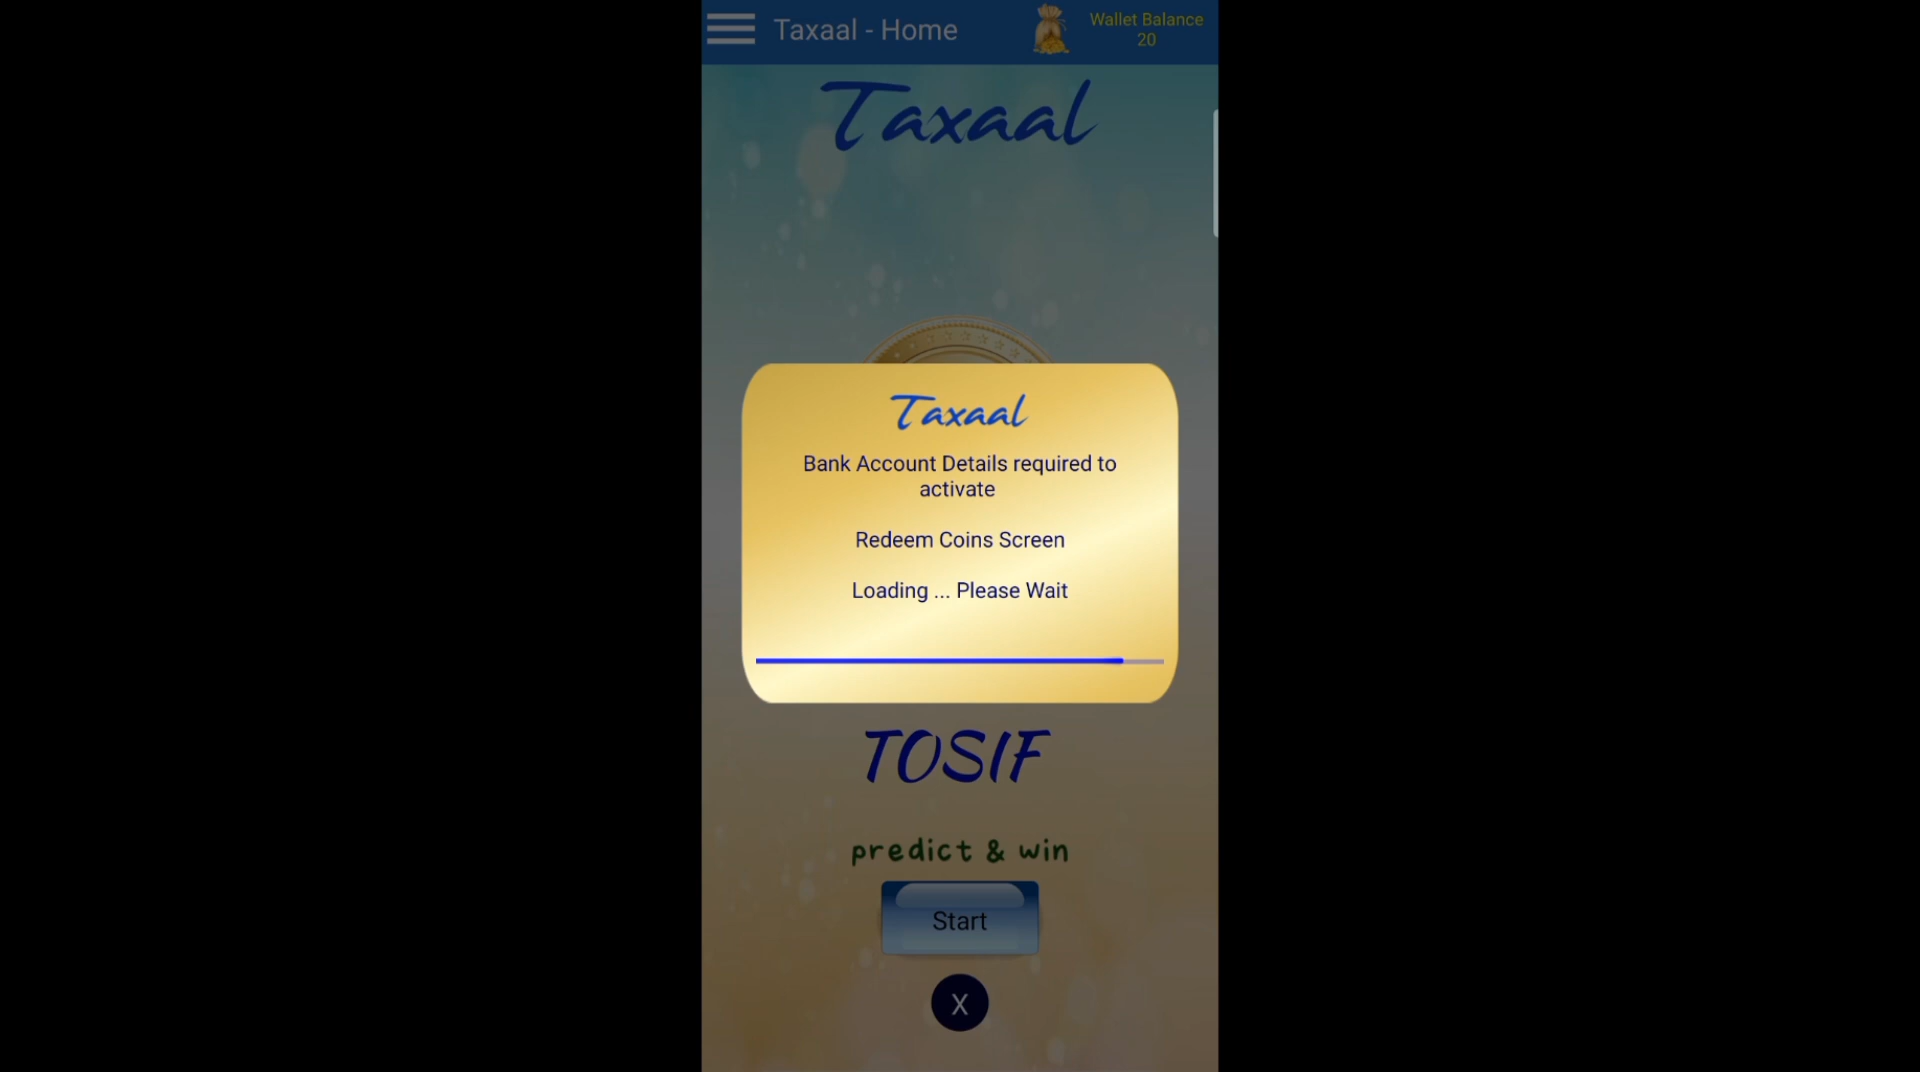 Taxaal - Home
Wallet Balance
20
Taxaal
Taxaal
Bank Account Details required to
activate
Redeem Coins Screen
Loading ... Please Wait
TOSIF
predict & win
Start
X